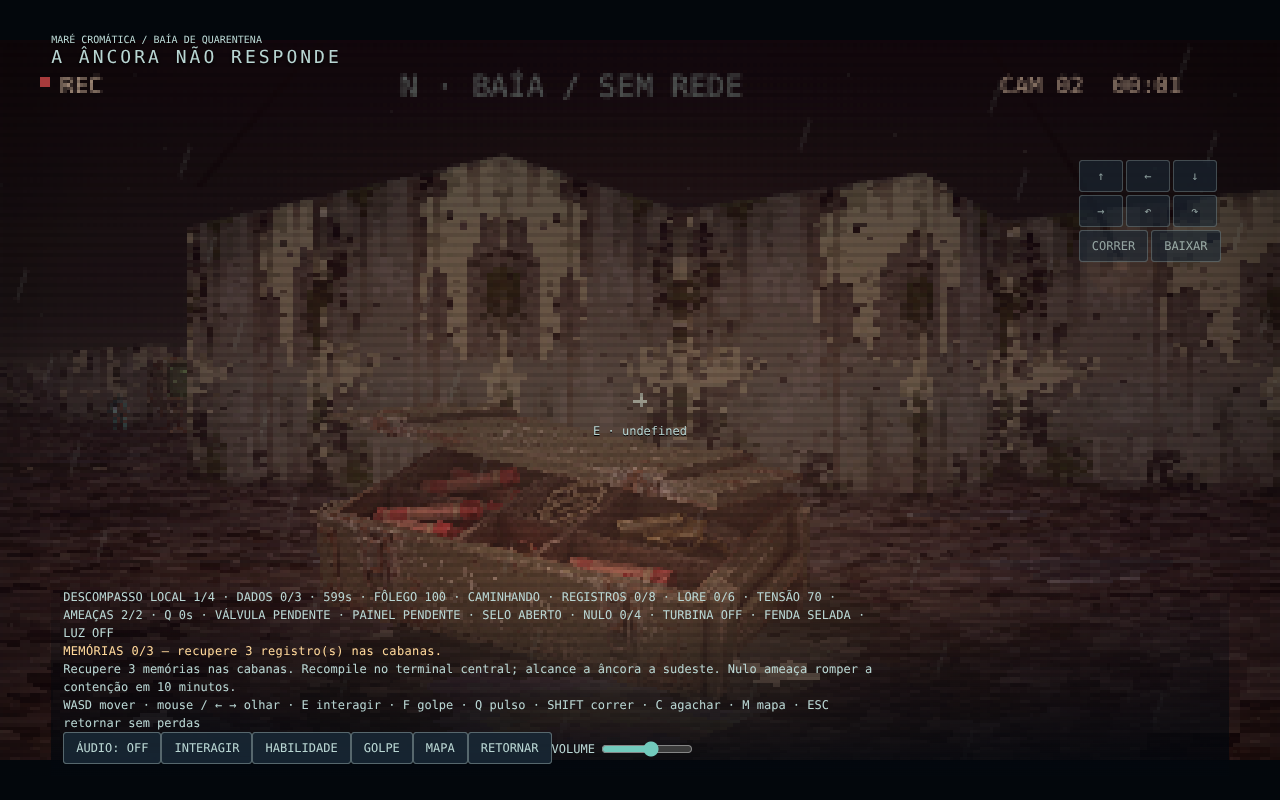 MARÉ CROMÁTICA / BAÍA DE QUARENTENA
A ÂNCORA NÃO RESPONDE
REC
N · BAÍA / SEM REDE
CAM 02 00:01
↑ ← ↓
→ ↶ ↷
CORRER BAIXAR
+
E · undefined
DESCOMPASSO LOCAL 1/4 · DADOS 0/3 · 599s · FÔLEGO 100 · CAMINHANDO · REGISTROS 0/8 · LORE 0/6 · TENSÃO 70 ·
AMEAÇAS 2/2 · Q 0s · VÁLVULA PENDENTE · PAINEL PENDENTE · SELO ABERTO · NULO 0/4 · TURBINA OFF · FENDA SELADA ·
LUZ OFF
MEMÓRIAS 0/3 — recupere 3 registro(s) nas cabanas.
Recupere 3 memórias nas cabanas. Recompile no terminal central; alcance a âncora a sudeste. Nulo ameaça romper a
contenção em 10 minutos.
WASD mover · mouse / ← → olhar · E interagir · F golpe · Q pulso · SHIFT correr · C agachar · M mapa · ESC
retornar sem perdas
ÁUDIO: OFF INTERAGIR HABILIDADE GOLPE MAPA RETORNAR VOLUME